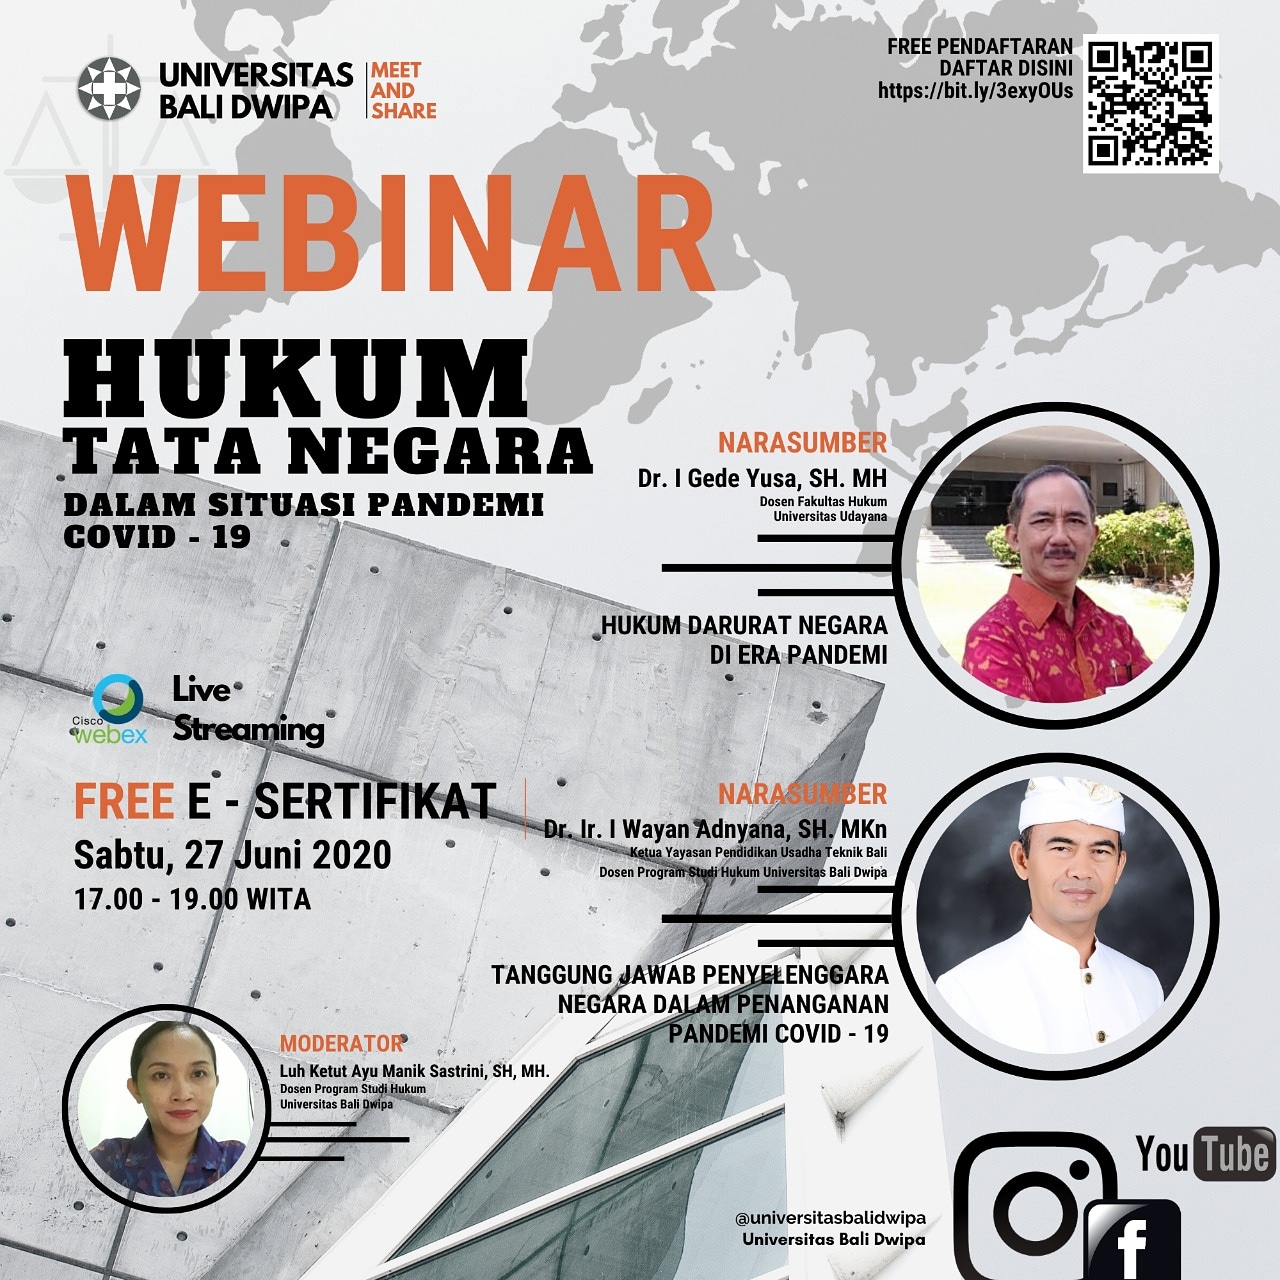 UNIVERSITAS
BALI DWIPA
MEET
AND
SHARE
FREE PENDAFTARAN
DAFTAR DISINI
https://bit.ly/3exyOUs
WEBINAR
HUKUM
TATA NEGARA
DALAM SITUASI PANDEMI
COVID - 19
NARASUMBER
Dr. I Gede Yusa, SH. MH
Dosen Fakultas Hukum
Universitas Udayana
HUKUM DARURAT NEGARA
DI ERA PANDEMI
Cisco
webex
Live
Streaming
FREE E - SERTIFIKAT
Sabtu, 27 Juni 2020
17.00 - 19.00 WITA
NARASUMBER
Dr. Ir. I Wayan Adnyana, SH. MKn
Ketua Yayasan Pendidikan Usadha Teknik Bali
Dosen Program Studi Hukum Universitas Bali Dwipa
TANGGUNG JAWAB PENYELENGGARA
NEGARA DALAM PENANGANAN
PANDEMI COVID - 19
MODERATOR
Luh Ketut Ayu Manik Sastrini, SH, MH.
Dosen Program Studi Hukum
Universitas Bali Dwipa
YouTube
f
@universitasbalidwipa
Universitas Bali Dwipa